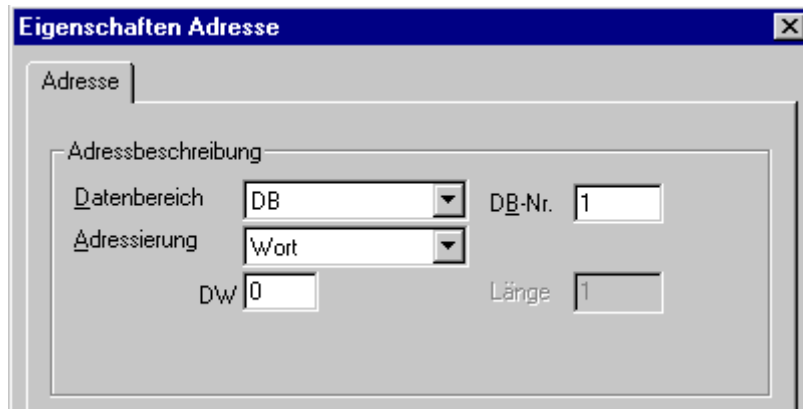 Eigenschaften Adresse
Adresse
Adressbeschreibung
Datenbereich DB DB-Nr. 1
Adressierung Wort
DW 0 Länge 1